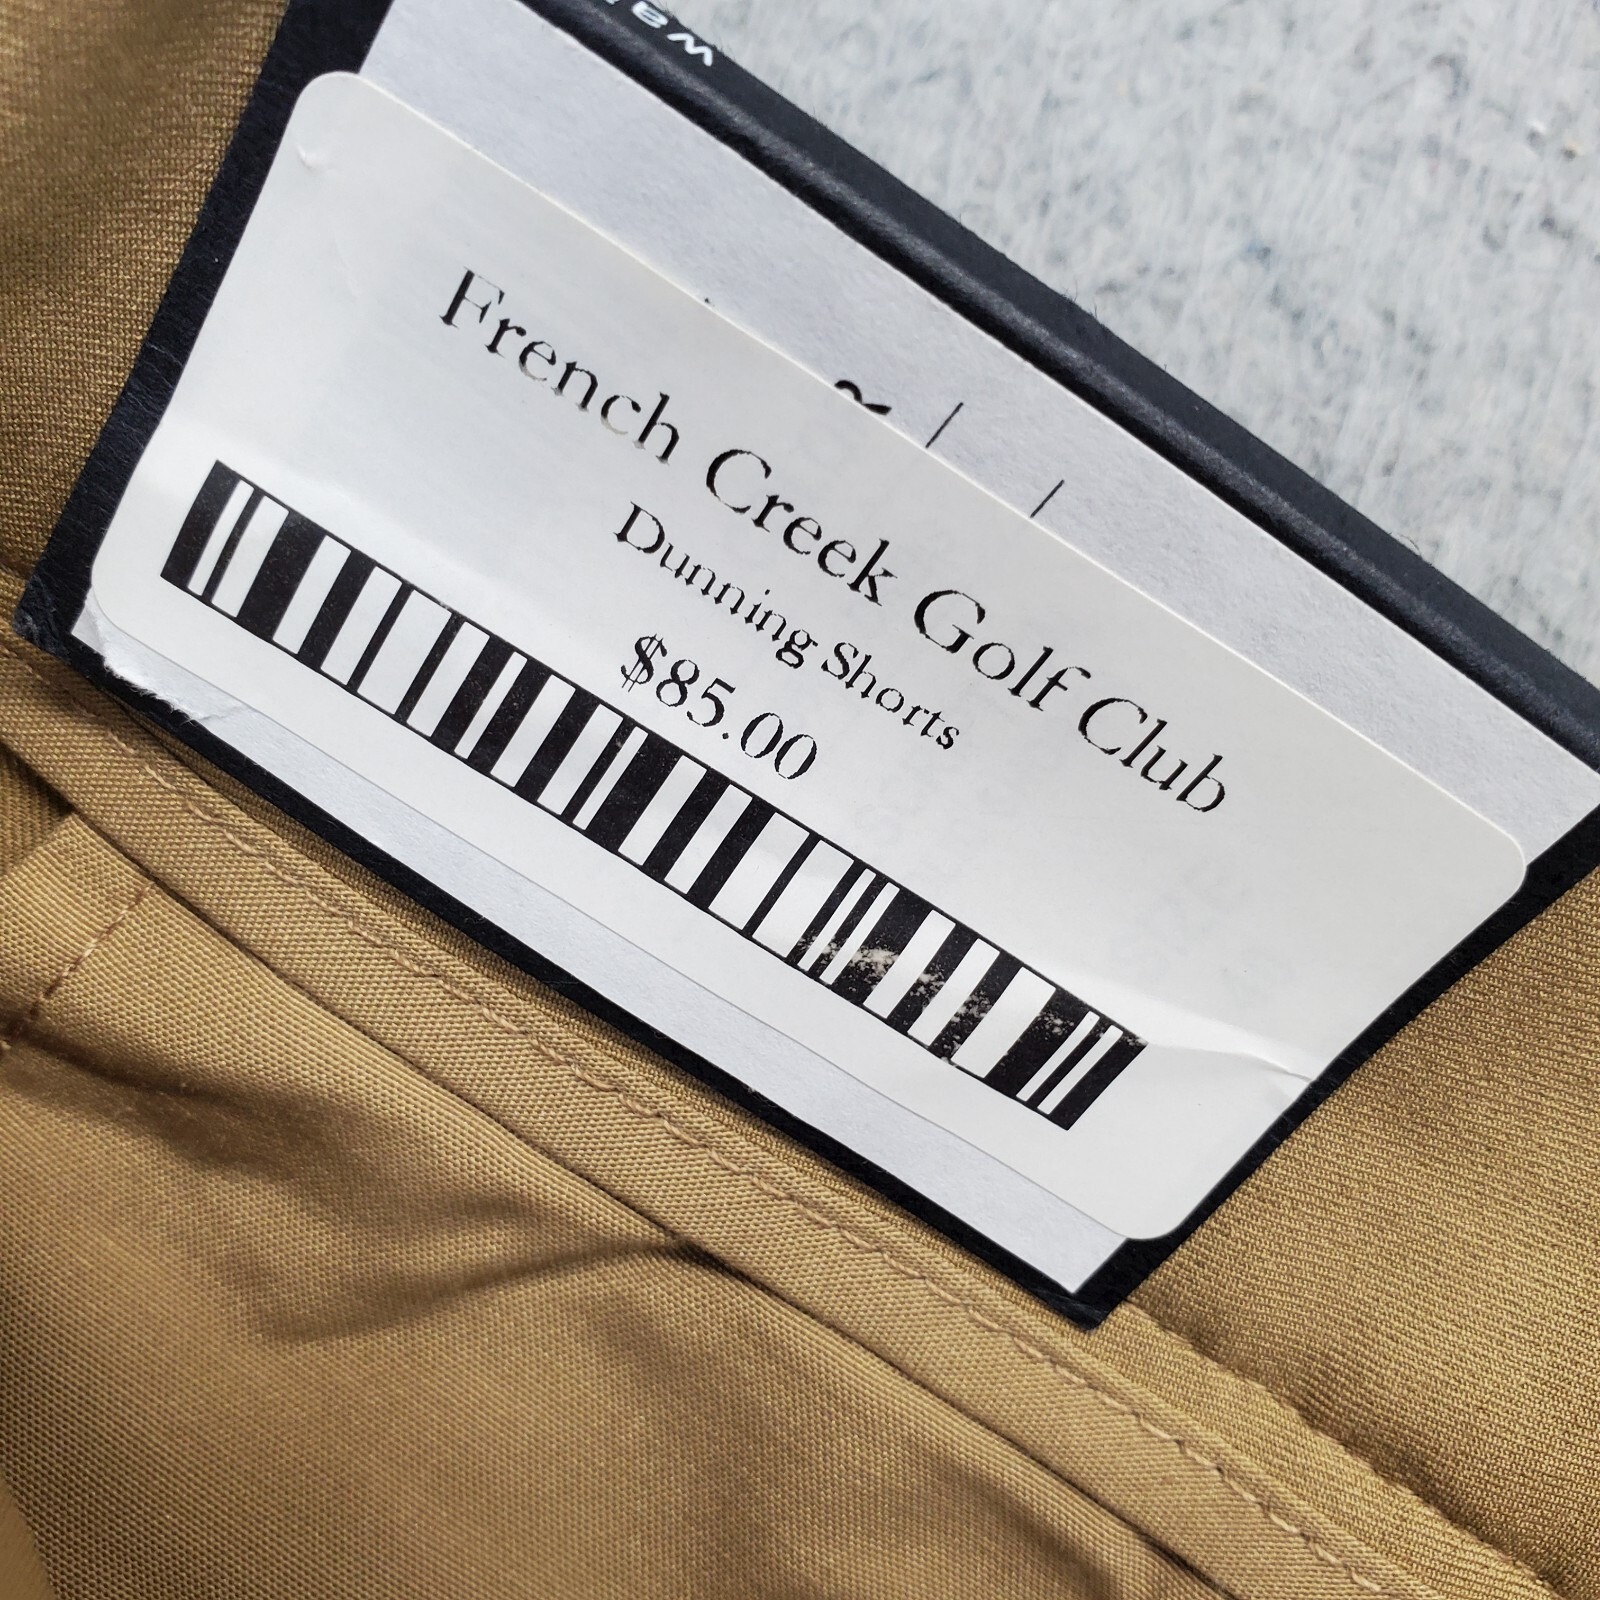 French Creek Golf Club
Dunning Shorts
$85.00